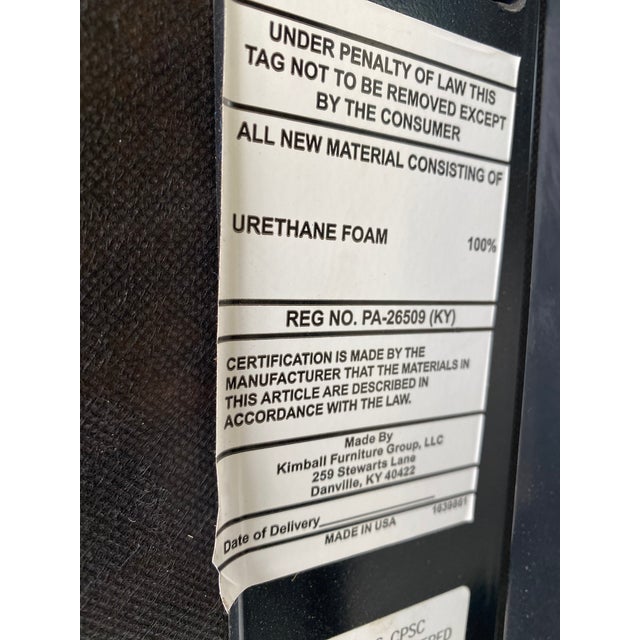 UNDER PENALTY OF LAW THIS
TAG NOT TO BE REMOVED EXCEPT
BY THE CONSUMER
ALL NEW MATERIAL CONSISTING OF
URETHANE FOAM 100%
REG NO. PA-26509 (KY)
CERTIFICATION IS MADE BY THE
MANUFACTURER THAT THE MATERIALS IN
THIS ARTICLE ARE DESCRIBED IN
ACCORDANCE WITH THE LAW.
Made By
Kimball Furniture Group, LLC
259 Stewarts Lane
Danville, KY 40422
Date of Delivery
MADE IN USA
CPSC